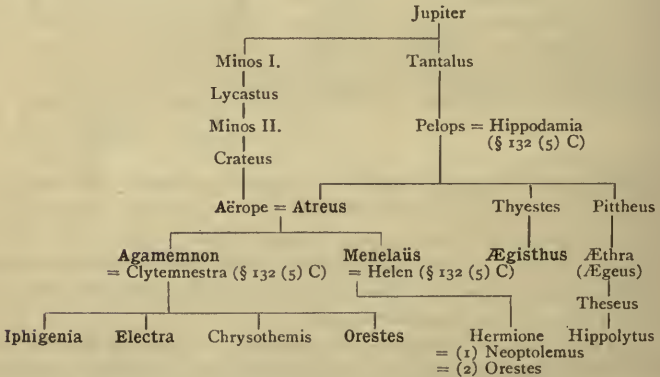 Jupiter
Minos I. Tantalus
Lycastus
Minos II. Pelops = Hippodamia
(§ 132 (5) C)
Crateus
Aërope = Atreus Thyestes Pittheus
Agamemnon Menelaüs Ægisthus Æthra
= Clytemnestra (§ 132 (5) C) = Helen (§ 132 (5) C) (Ægeus)
Theseus
Iphigenia Electra Chrysothemis Orestes Hermione Hippolytus
= (1) Neoptolemus
= (2) Orestes